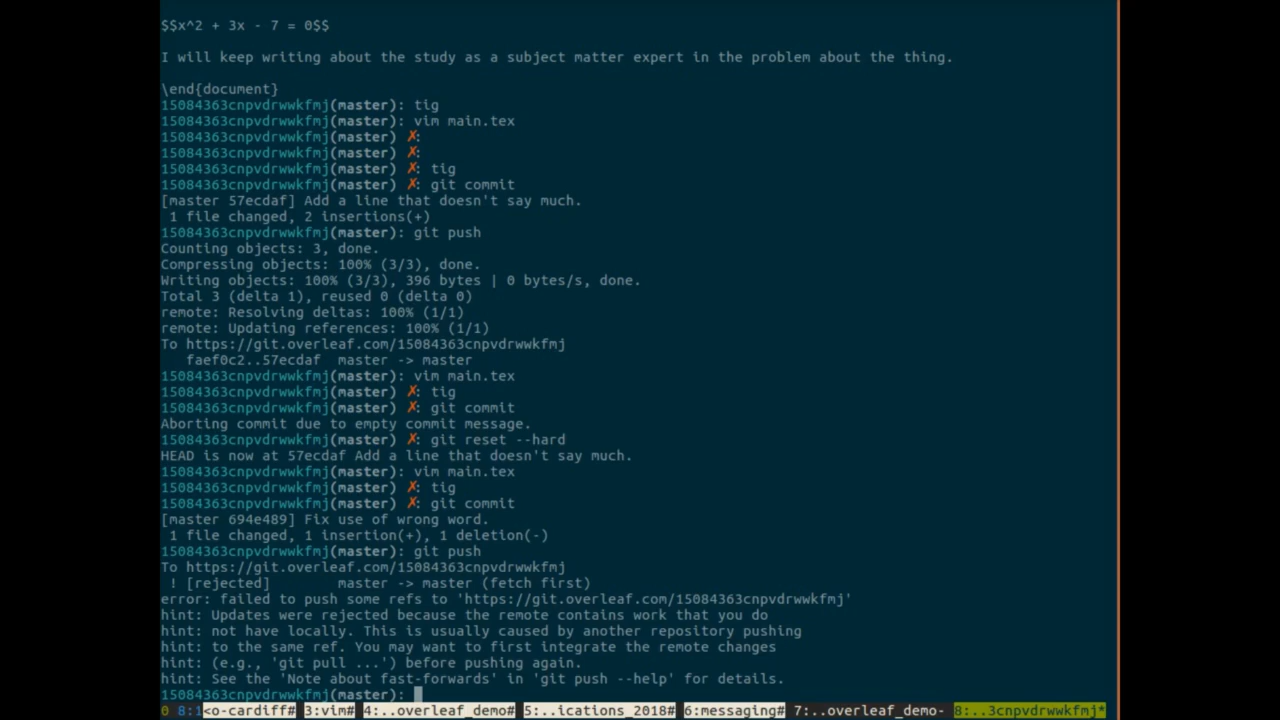 $$x^2 + 3x - 7 = 0$$
I will keep writing about the study as a subject matter expert in the problem about the thing.
\end{document}
15084363cnpvdrwwkfmj(master): tig
15084363cnpvdrwwkfmj(master): vim main.tex
15084363cnpvdrwwkfmj(master) ✗:
15084363cnpvdrwwkfmj(master) ✗:
15084363cnpvdrwwkfmj(master) ✗: tig
15084363cnpvdrwwkfmj(master) ✗: git commit
[master 57ecdaf] Add a line that doesn't say much.
 1 file changed, 2 insertions(+)
15084363cnpvdrwwkfmj(master): git push
Counting objects: 3, done.
Compressing objects: 100% (3/3), done.
Writing objects: 100% (3/3), 396 bytes | 0 bytes/s, done.
Total 3 (delta 1), reused 0 (delta 0)
remote: Resolving deltas: 100% (1/1)
remote: Updating references: 100% (1/1)
To https://git.overleaf.com/15084363cnpvdrwwkfmj
   faef0c2..57ecdaf  master -> master
15084363cnpvdrwwkfmj(master): vim main.tex
15084363cnpvdrwwkfmj(master) ✗: tig
15084363cnpvdrwwkfmj(master) ✗: git commit
Aborting commit due to empty commit message.
15084363cnpvdrwwkfmj(master) ✗: git reset --hard
HEAD is now at 57ecdaf Add a line that doesn't say much.
15084363cnpvdrwwkfmj(master): vim main.tex
15084363cnpvdrwwkfmj(master) ✗: tig
15084363cnpvdrwwkfmj(master) ✗: git commit
[master 694e489] Fix use of wrong word.
 1 file changed, 1 insertion(+), 1 deletion(-)
15084363cnpvdrwwkfmj(master): git push
To https://git.overleaf.com/15084363cnpvdrwwkfmj
 ! [rejected]        master -> master (fetch first)
error: failed to push some refs to 'https://git.overleaf.com/15084363cnpvdrwwkfmj'
hint: Updates were rejected because the remote contains work that you do
hint: not have locally. This is usually caused by another repository pushing
hint: to the same ref. You may want to first integrate the remote changes
hint: (e.g., 'git pull ...') before pushing again.
hint: See the 'Note about fast-forwards' in 'git push --help' for details.
15084363cnpvdrwwkfmj(master):
0 8:1<o-cardiff# 3:vim# 4:..overleaf_demo# 5:..ications_2018# 6:messaging# 7:..overleaf_demo- 8:..3cnpvdrwwkfmj*